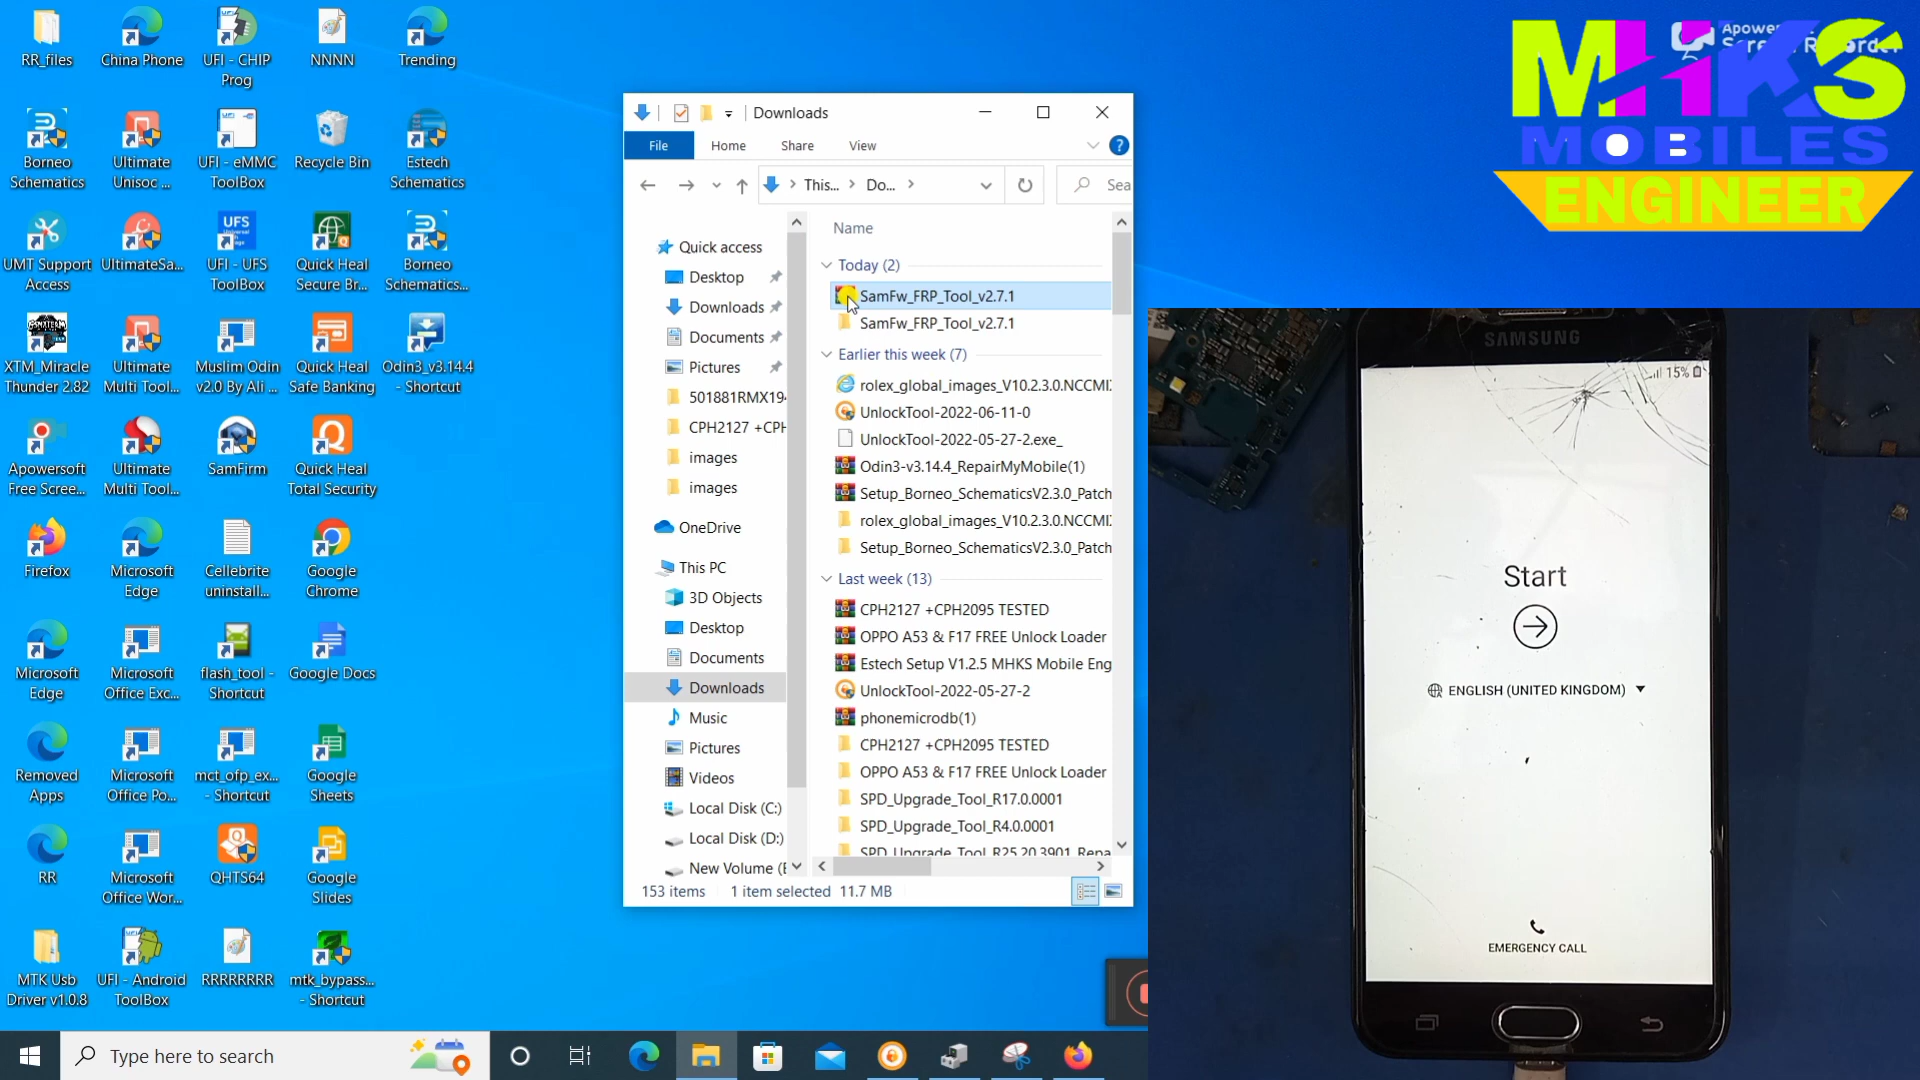 RR_files
China Phone
UFI - CHIP
Prog
NNNN
Trending
Borneo
Schematics
Ultimate
Unisoc ...
UFI - eMMC
ToolBox
Recycle Bin
Estech
Schematics
UMT Support
Access
UltimateSa...
UFS
UFI - UFS
ToolBox
Quick Heal
Secure Br...
Borneo
Schematics...
XTM_Miracle
Thunder 2.82
Ultimate
Multi Tool...
Muslim Odin
v2.0 By Ali ...
Quick Heal
Safe Banking
Odin3_v3.14.4
- Shortcut
Apowersoft
Free Scree...
Ultimate
Multi Tool...
SamFirm
Quick Heal
Total Security
Firefox
Microsoft
Edge
Cellebrite
uninstall...
Google
Chrome
Microsoft
Edge
Microsoft
Office Exc...
flash_tool -
Shortcut
Google Docs
Removed
Apps
Microsoft
Office Po...
mct_ofp_ex...
- Shortcut
Google
Sheets
RR
Microsoft
Office Wor...
QHTS64
Google
Slides
MTK Usb
Driver v1.0.8
UFI - Android
ToolBox
RRRRRRRR
mtk_bypass...
- Shortcut
Downloads
File
Home
Share
View
This...
Do...
Sea
Quick access
Desktop
Downloads
Documents
Pictures
501881RMX194
CPH2127 +CPH
images
images
OneDrive
This PC
3D Objects
Desktop
Documents
Downloads
Music
Pictures
Videos
Local Disk (C:)
Local Disk (D:)
New Volume (E
Name
Today (2)
SamFw_FRP_Tool_v2.7.1
SamFw_FRP_Tool_v2.7.1
Earlier this week (7)
rolex_global_images_V10.2.3.0.NCCMI
UnlockTool-2022-06-11-0
UnlockTool-2022-05-27-2.exe_
Odin3-v3.14.4_RepairMyMobile(1)
Setup_Borneo_SchematicsV2.3.0_Patch
rolex_global_images_V10.2.3.0.NCCMI
Setup_Borneo_SchematicsV2.3.0_Patch
Last week (13)
CPH2127 +CPH2095 TESTED
OPPO A53 & F17 FREE Unlock Loader
Estech Setup V1.2.5 MHKS Mobile Eng
UnlockTool-2022-05-27-2
phonemicrodb(1)
CPH2127 +CPH2095 TESTED
OPPO A53 & F17 FREE Unlock Loader
SPD_Upgrade_Tool_R17.0.0001
SPD_Upgrade_Tool_R4.0.0001
SPD_Upgrade_Tool_R25.20.3901_Repa
153 items
1 item selected
11.7 MB
Type here to search
MHKS
MOBILES
ENGINEER
SAMSUNG
15%
Start
ENGLISH (UNITED KINGDOM)
EMERGENCY CALL